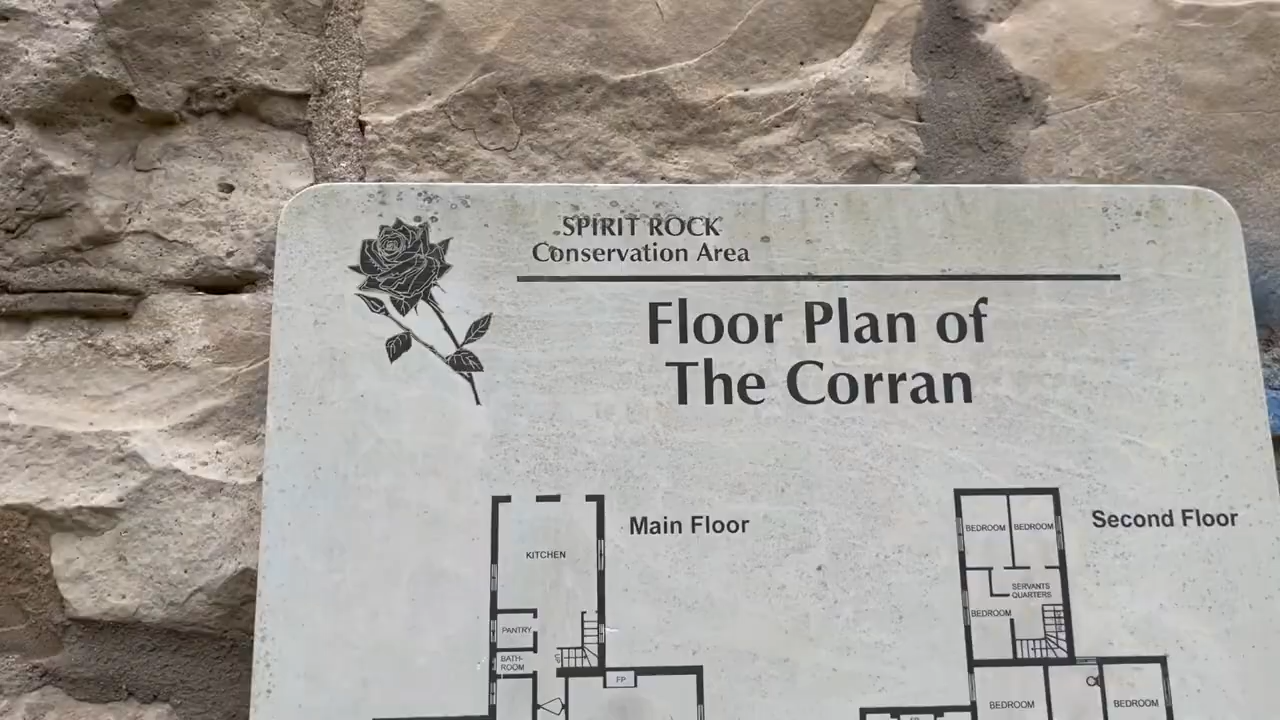 SPIRIT ROCK
Conservation Area
Floor Plan of
The Corran
Main Floor
KITCHEN
PANTRY
BATH-
ROOM
FP
Second Floor
BEDROOM
BEDROOM
SERVANTS
QUARTERS
BEDROOM
BEDROOM
BEDROOM